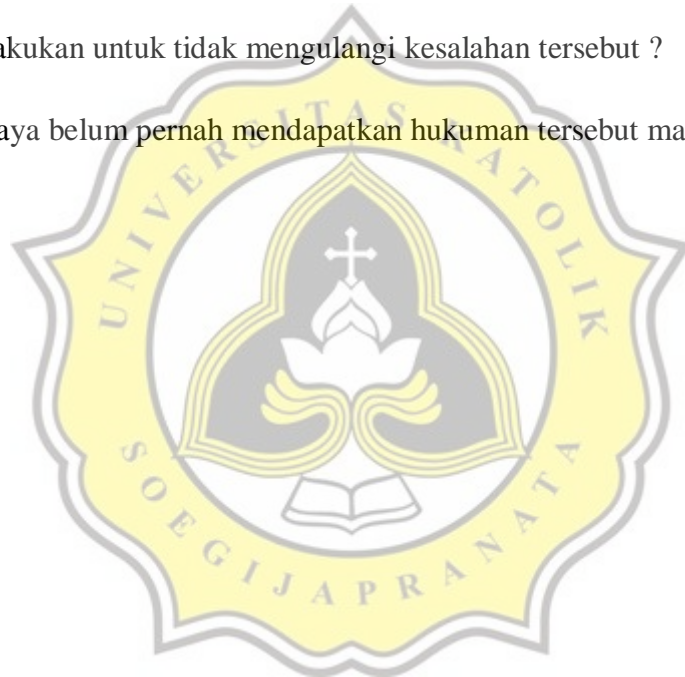 akukan untuk tidak mengulangi kesalahan tersebut ?
aya belum pernah mendapatkan hukuman tersebut ma
UNIVERSITAS KATOLIK
SOEGIJAPRANATA